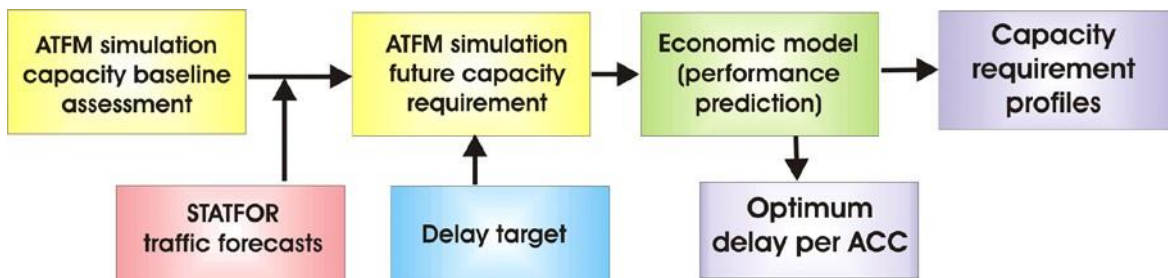 ATFM simulation
capacity baseline
assessment
ATFM simulation
future capacity
requirement
Economic model
(performance
prediction)
Capacity
requirement
profiles
STATFOR
traffic forecasts
Delay target
Optimum
delay per ACC